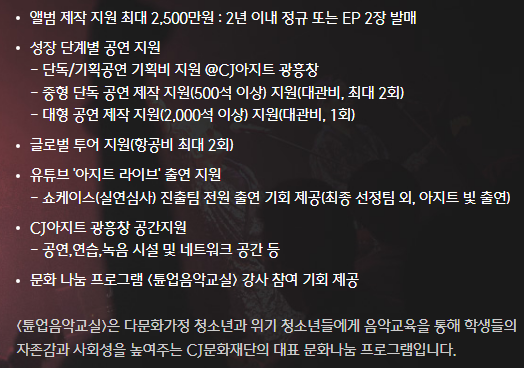 • 앨범 제작 지원 최대 2,500만원 : 2년 이내 정규 또는 EP 2장 발매
• 성장 단계별 공연 지원
- 단독/기획공연 기획비 지원 @CJ아지트 광흥창
- 중형 단독 공연 제작 지원(500석 이상) 지원(대관비, 최대 2회)
- 대형 공연 제작 지원(2,000석 이상) 지원(대관비, 1회)
• 글로벌 투어 지원(항공비 최대 2회)
• 유튜브 '아지트 라이브' 출연 지원
- 쇼케이스(실연심사) 진출팀 전원 출연 기회 제공(최종 선정팀 외, 아지트 빛 출연)
• CJ아지트 광흥창 공간지원
- 공연,연습,녹음 시설 및 네트워크 공간 등
• 문화 나눔 프로그램 <튠업음악교실> 강사 참여 기회 제공
<튠업음악교실>은 다문화가정 청소년과 위기 청소년들에게 음악교육을 통해 학생들의
자존감과 사회성을 높여주는 CJ문화재단의 대표 문화나눔 프로그램입니다.